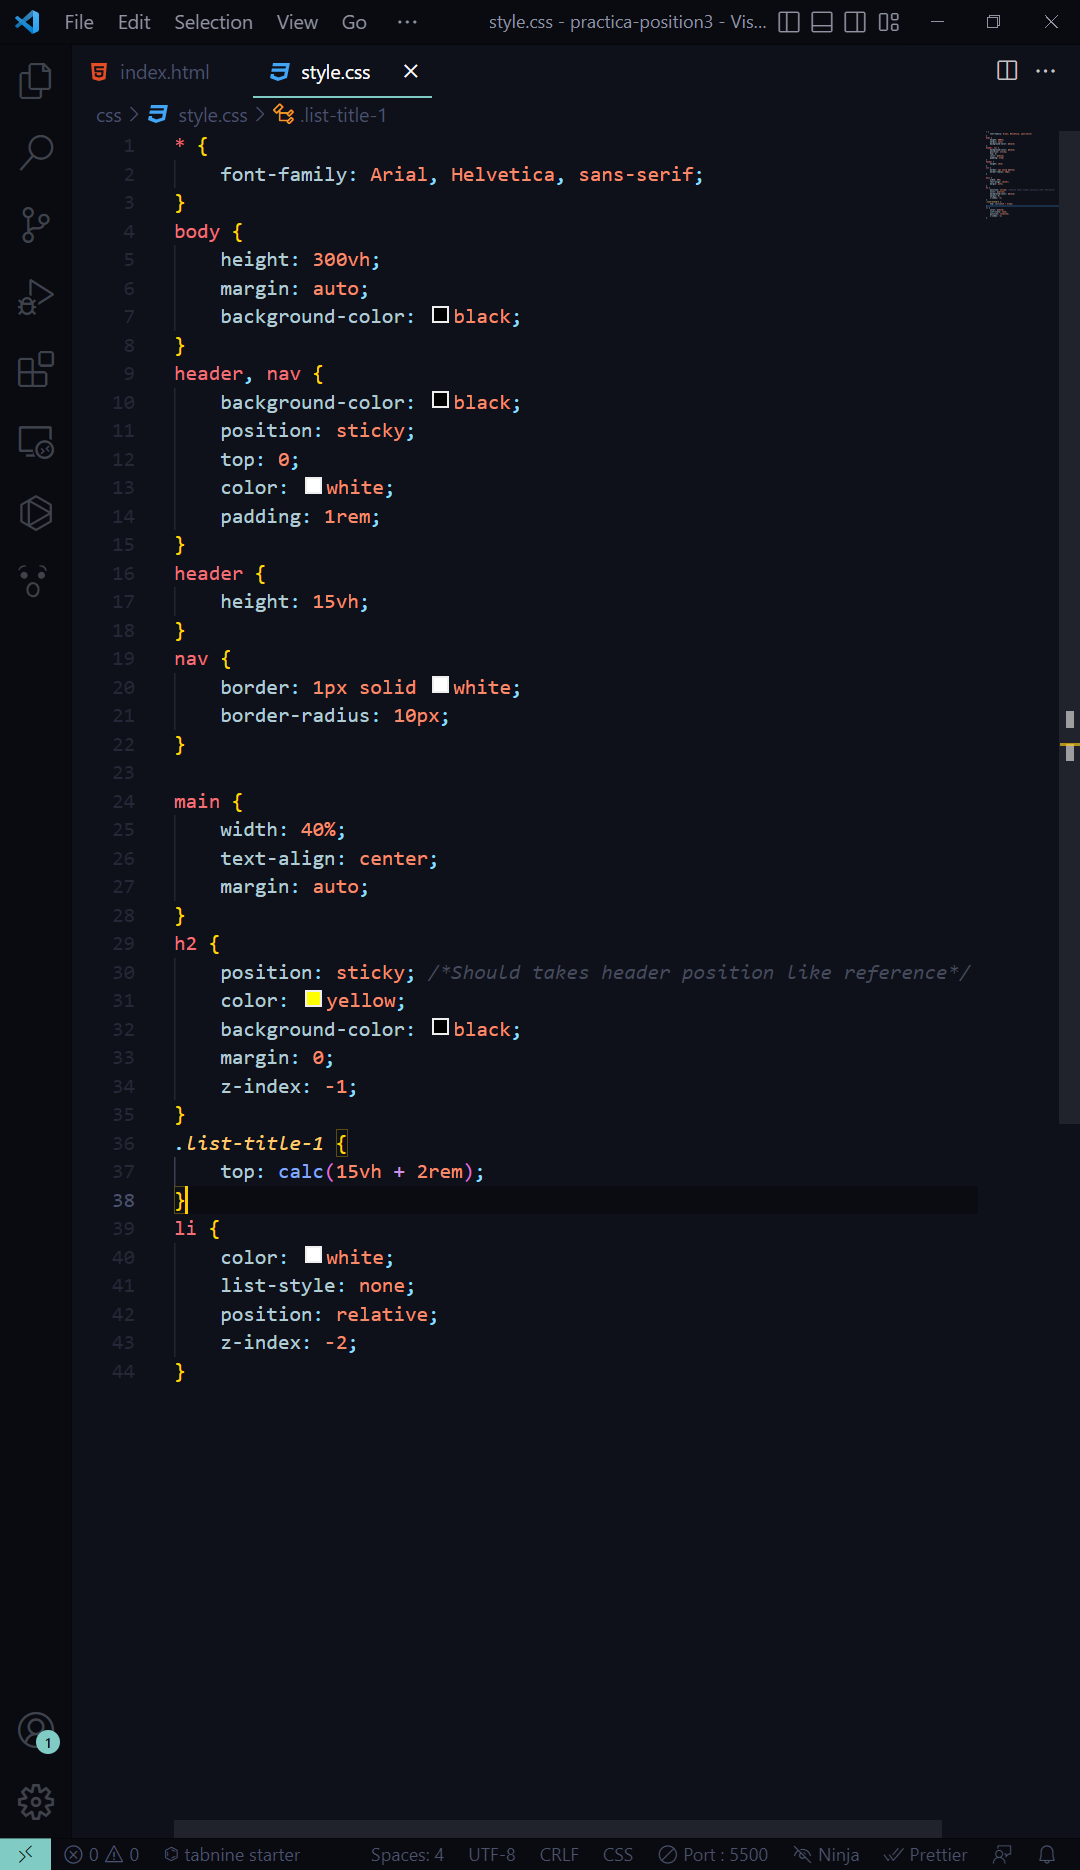 File Edit Selection View Go ··· style.css - practica-position3 - Vis...
index.html style.css
css > style.css > .list-title-1
1 * {
2 font-family: Arial, Helvetica, sans-serif;
3 }
4 body {
5 height: 300vh;
6 margin: auto;
7 background-color: black;
8 }
9 header, nav {
10 background-color: black;
11 position: sticky;
12 top: 0;
13 color: white;
14 padding: 1rem;
15 }
16 header {
17 height: 15vh;
18 }
19 nav {
20 border: 1px solid white;
21 border-radius: 10px;
22 }
23
24 main {
25 width: 40%;
26 text-align: center;
27 margin: auto;
28 }
29 h2 {
30 position: sticky; /*Should takes header position like reference*/
31 color: yellow;
32 background-color: black;
33 margin: 0;
34 z-index: -1;
35 }
36 .list-title-1 {
37 top: calc(15vh + 2rem);
38 }
39 li {
40 color: white;
41 list-style: none;
42 position: relative;
43 z-index: -2;
44 }
1
0 0 tabnine starter Spaces: 4 UTF-8 CRLF CSS Port : 5500 Ninja Prettier